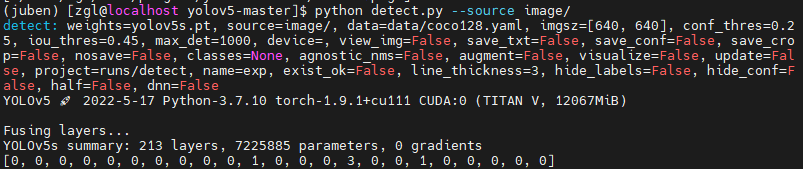 (juben) [zgl@localhost yolov5-master]$ python detect.py --source image/
detect: weights=yolov5s.pt, source=image/, data=data/coco128.yaml, imgsz=[640, 640], conf_thres=0.2
5, iou_thres=0.45, max_det=1000, device=, view_img=False, save_txt=False, save_conf=False, save_cro
p=False, nosave=False, classes=None, agnostic_nms=False, augment=False, visualize=False, update=Fal
se, project=runs/detect, name=exp, exist_ok=False, line_thickness=3, hide_labels=False, hide_conf=F
alse, half=False, dnn=False
YOLOv5 🚀 2022-5-17 Python-3.7.10 torch-1.9.1+cu111 CUDA:0 (TITAN V, 12067MiB)

Fusing layers...
YOLOv5s summary: 213 layers, 7225885 parameters, 0 gradients
[0, 0, 0, 0, 0, 0, 0, 0, 0, 0, 1, 0, 0, 0, 3, 0, 0, 1, 0, 0, 0, 0, 0]